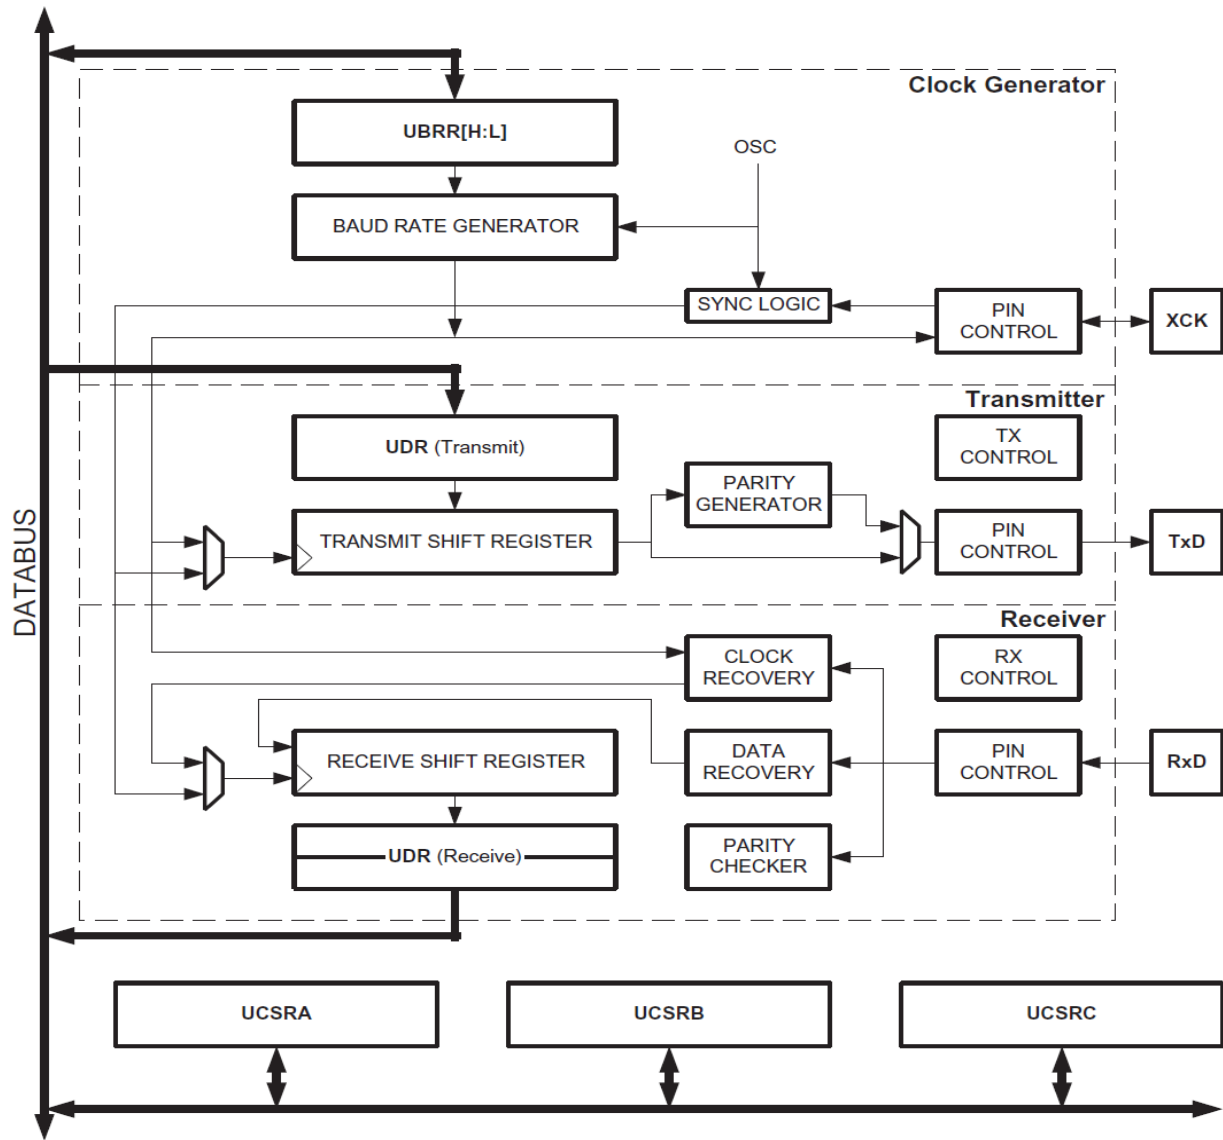 Clock Generator
UBRR[H:L]
OSC
BAUD RATE GENERATOR
SYNC LOGIC
PIN
CONTROL
XCK
Transmitter
UDR (Transmit)
TX
CONTROL
PARITY
GENERATOR
TRANSMIT SHIFT REGISTER
PIN
CONTROL
TxD
DATABUS
Receiver
CLOCK
RECOVERY
RX
CONTROL
RECEIVE SHIFT REGISTER
DATA
RECOVERY
PIN
CONTROL
RxD
UDR (Receive)
PARITY
CHECKER
UCSRA
UCSRB
UCSRC